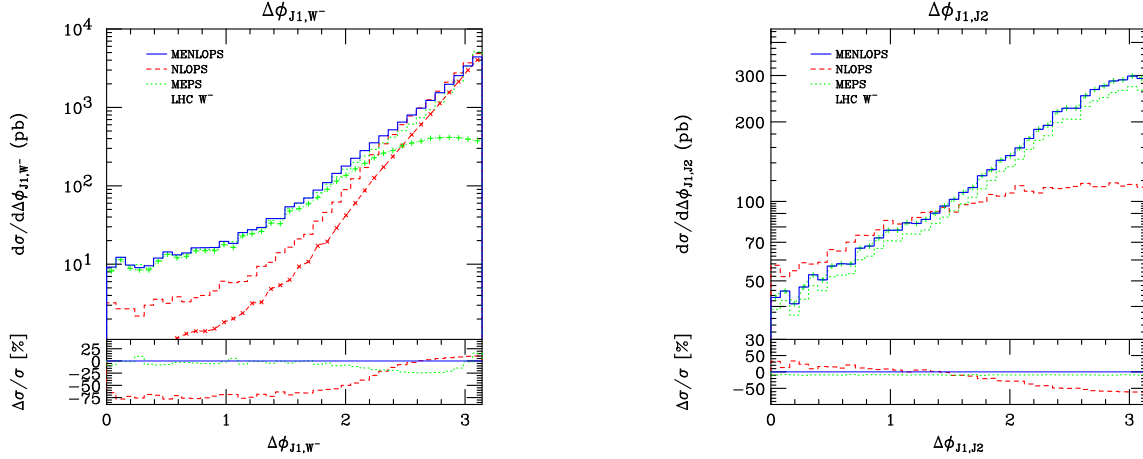 Δϕ_{J1,W⁻}
dσ/dΔϕ_{J1,W⁻} (pb)
10⁴
10³
10²
10¹
MENLOPS
NLOPS
MEPS
LHC W⁻
Δσ/σ [%]
25
0
−25
−50
−75
0 1 2 3
Δϕ_{J1,W⁻}
Δϕ_{J1,J2}
dσ/dΔϕ_{J1,J2} (pb)
300
200
100
70
50
30
MENLOPS
NLOPS
MEPS
LHC W⁻
Δσ/σ [%]
50
0
−50
0 1 2 3
Δϕ_{J1,J2}